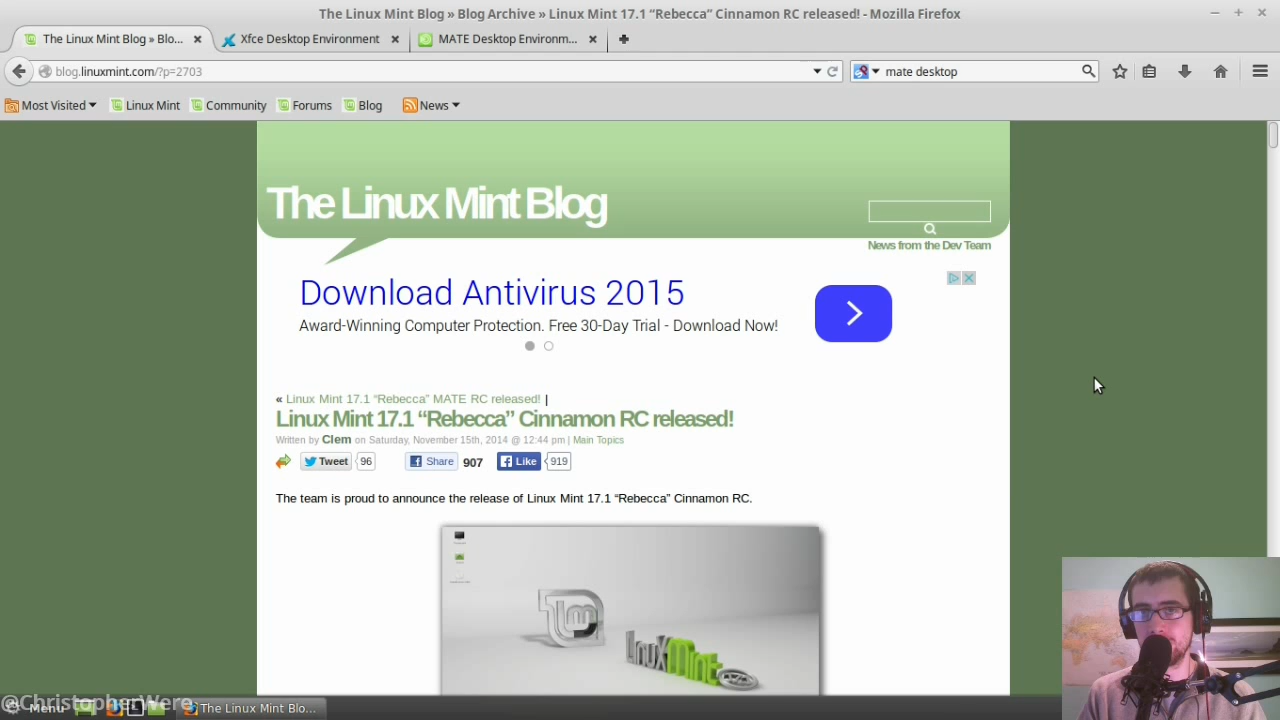 The Linux Mint Blog » Blog Archive » Linux Mint 17.1 “Rebecca” Cinnamon RC released! - Mozilla Firefox
The Linux Mint Blog » Blo...
Xfce Desktop Environment
MATE Desktop Environm...
blog.linuxmint.com/?p=2703
mate desktop
Most Visited
Linux Mint
Community
Forums
Blog
News
The Linux Mint Blog
News from the Dev Team
Download Antivirus 2015
Award-Winning Computer Protection. Free 30-Day Trial - Download Now!
« Linux Mint 17.1 “Rebecca” MATE RC released! |
Linux Mint 17.1 “Rebecca” Cinnamon RC released!
Written by Clem on Saturday, November 15th, 2014 @ 12:44 pm | Main Topics
Tweet 96
Share 907
Like 919
The team is proud to announce the release of Linux Mint 17.1 “Rebecca” Cinnamon RC.
LinuxMint
@ChristopherWere
Menu
The Linux Mint Blo...